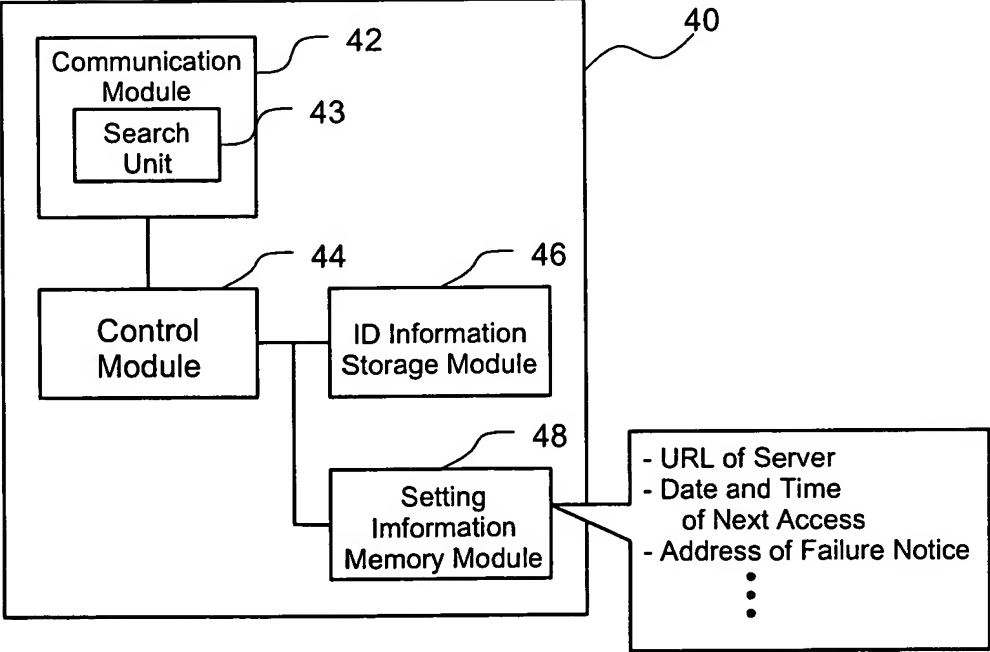 40
42
Communication
Module
43
Search
Unit
44
Control
Module
46
ID Information
Storage Module
48
Setting
Imformation
Memory Module
- URL of Server
- Date and Time
of Next Access
- Address of Failure Notice